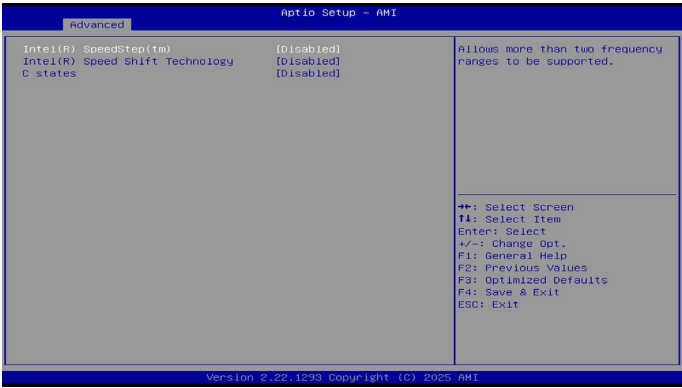 Aptio Setup – AMI
Advanced
Intel(R) SpeedStep(tm) [Disabled]
Intel(R) Speed Shift Technology [Disabled]
C states [Disabled]
Allows more than two frequency
ranges to be supported.
→←: Select Screen
↑↓: Select Item
Enter: Select
+/-: Change Opt.
F1: General Help
F2: Previous Values
F3: Optimized Defaults
F4: Save & Exit
ESC: Exit
Version 2.22.1293 Copyright (C) 2025 AMI